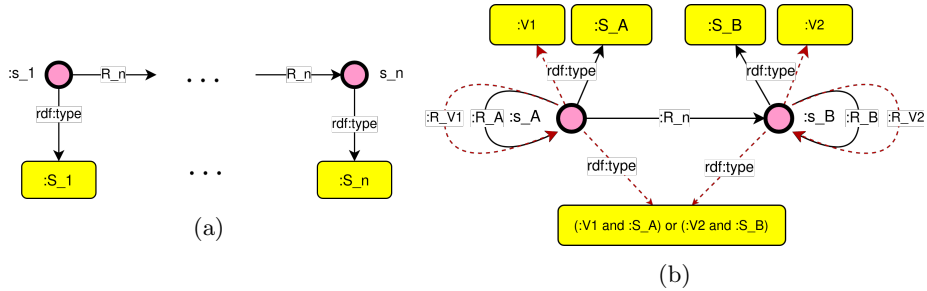 :V1
:S_A
:S_B
:V2
:s_1
R_n
. . .
R_n
s_n
rdf:type
rdf:type
rdf:type
rdf:type
:R_V1
:R_A
:s_A
:R_n
:s_B
:R_B
:R_V2
rdf:type
rdf:type
:S_1
. . .
:S_n
(:V1 and :S_A) or (:V2 and :S_B)
(a)
(b)